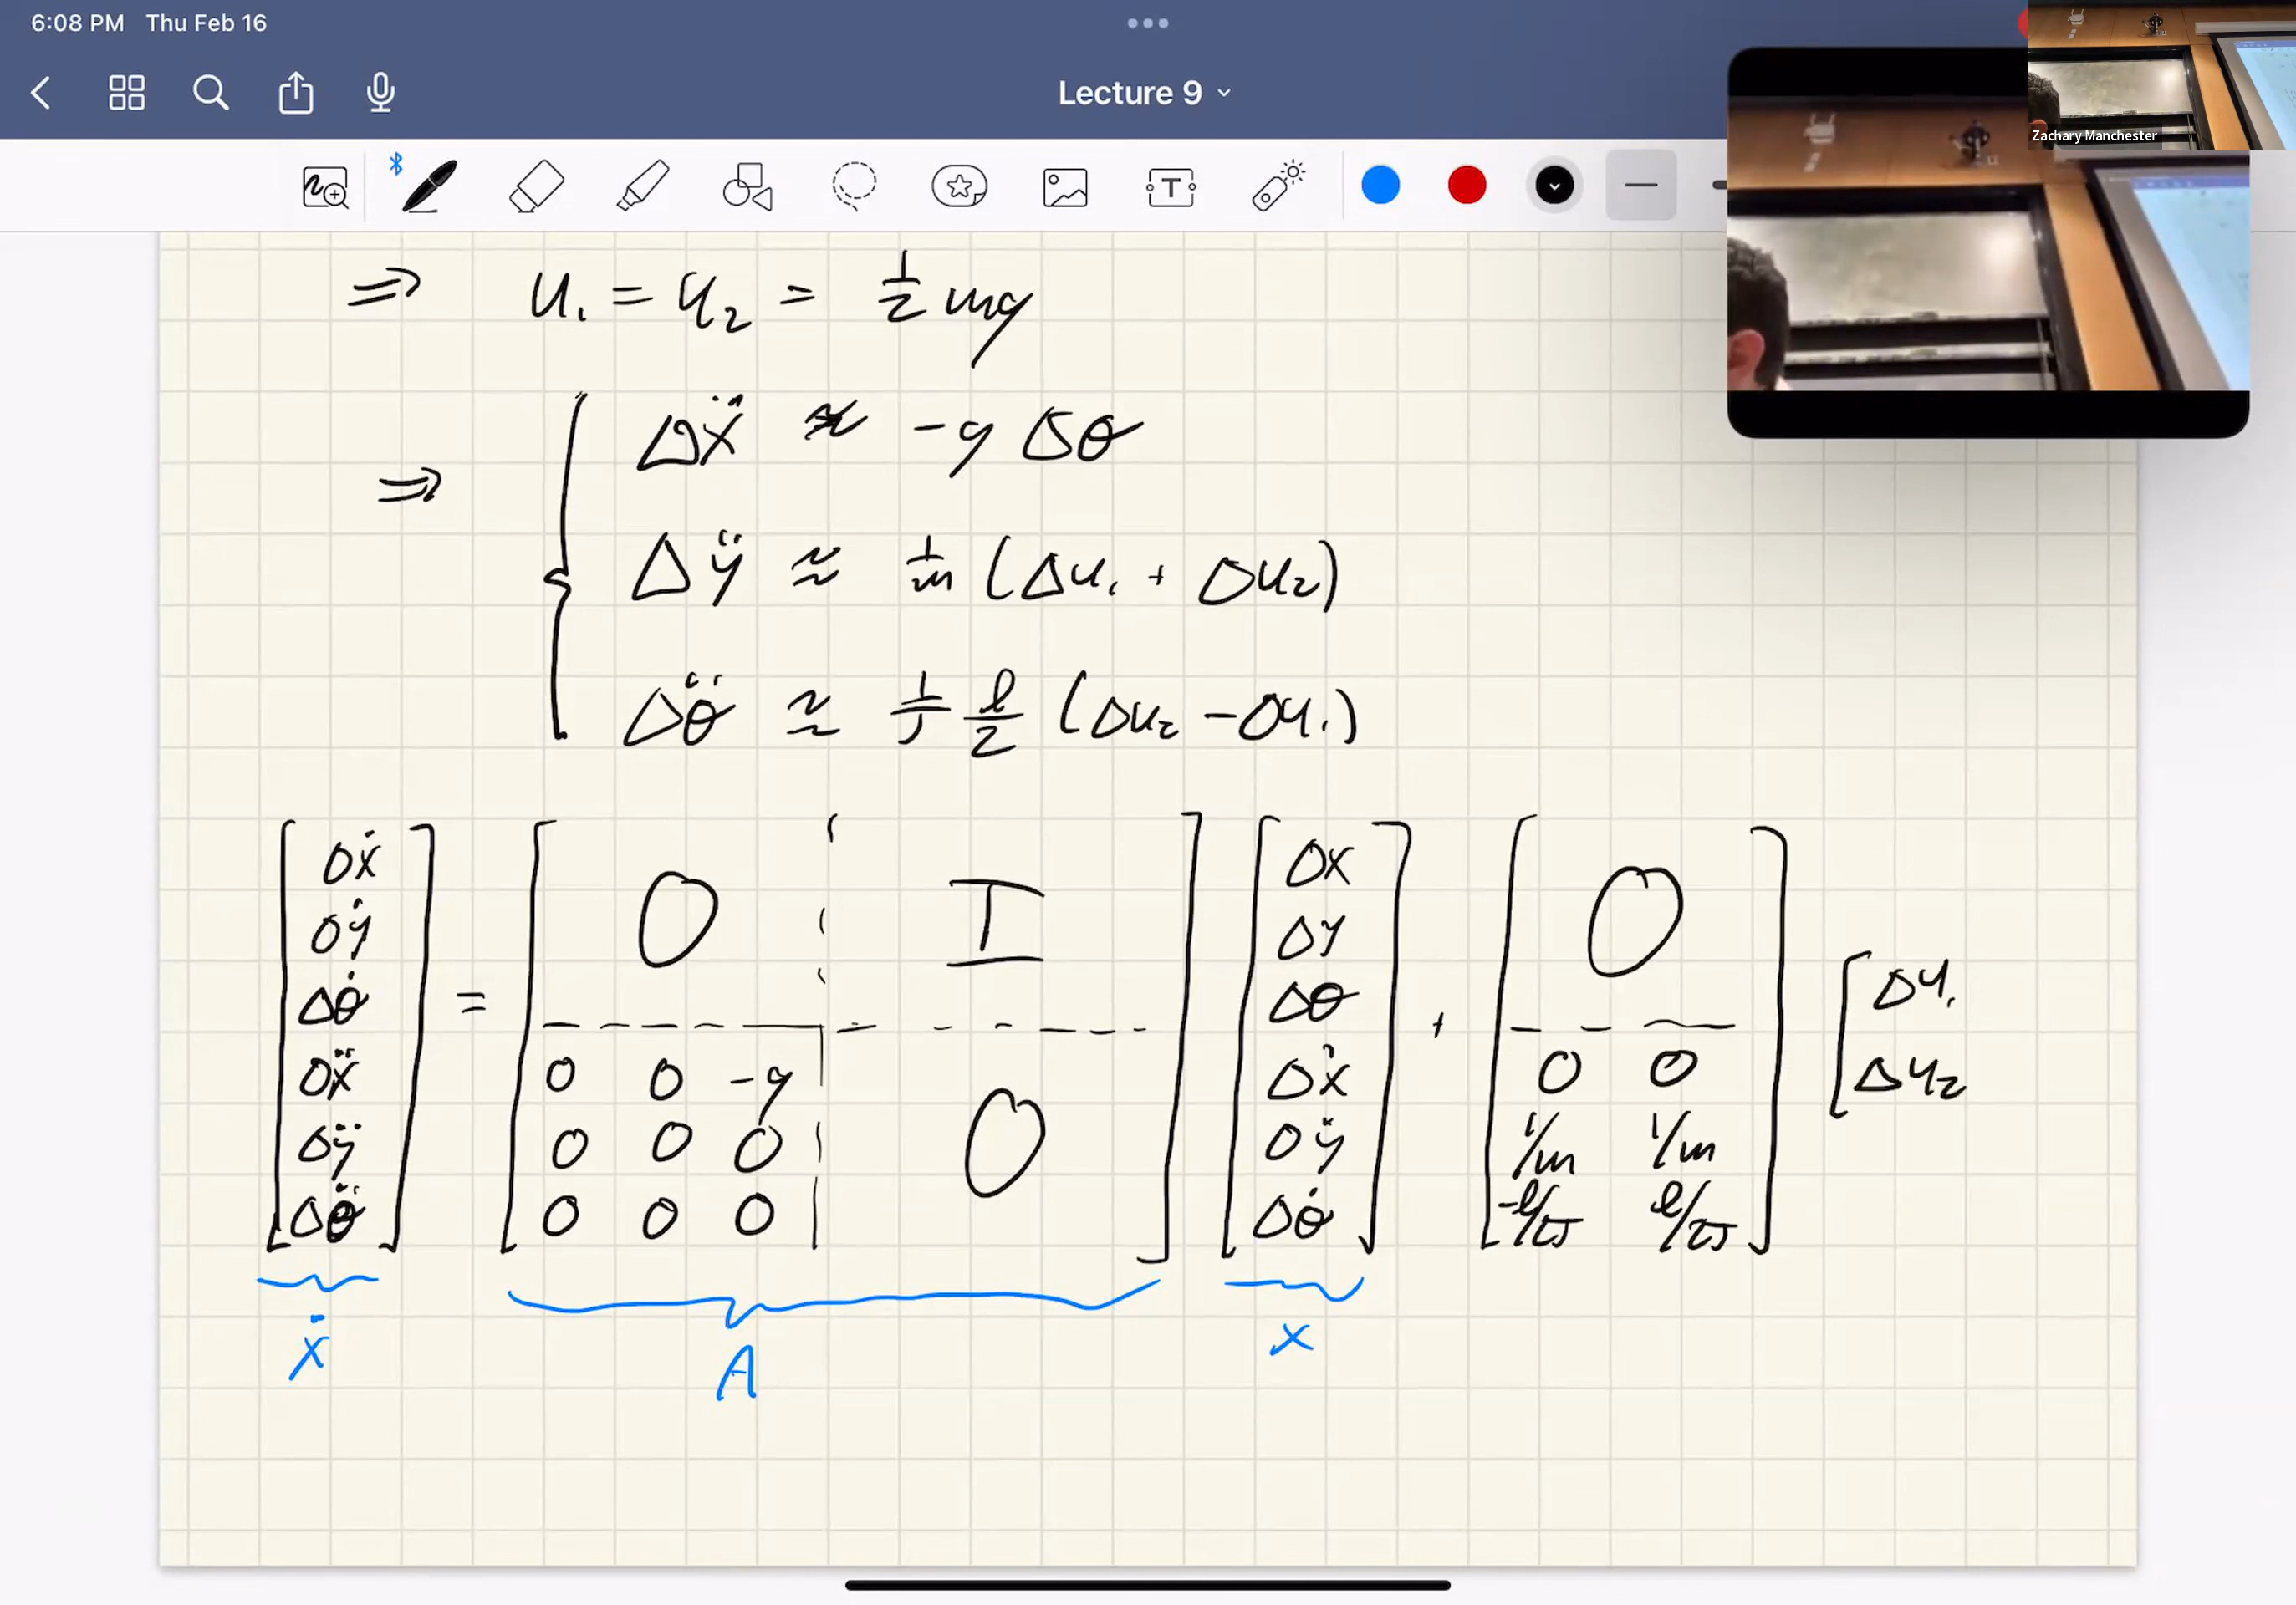 6:08 PM Thu Feb 16
Lecture 9
Zachary Manchester
T
⇒ u₁ = u₂ = ½ mg
⇒ { Δẍ ≈ -g Δθ
Δÿ ≈ 1/m (Δu₁ + Δu₂)
Δθ̈ ≈ 1/J l/2 (Δu₂ - Δu₁)
[Δẋ [ 0 | I ] [Δx [ 0 ]
Δẏ Δy
Δθ̇ = Δθ + [Δu₁
Δẍ 0 0 -g | 0 Δẋ 0 0 Δu₂
Δÿ 0 0 0 | Δẏ 1/m 1/m
Δθ̈] 0 0 0 | Δθ̇] -l/2J l/2J
ẋ A x